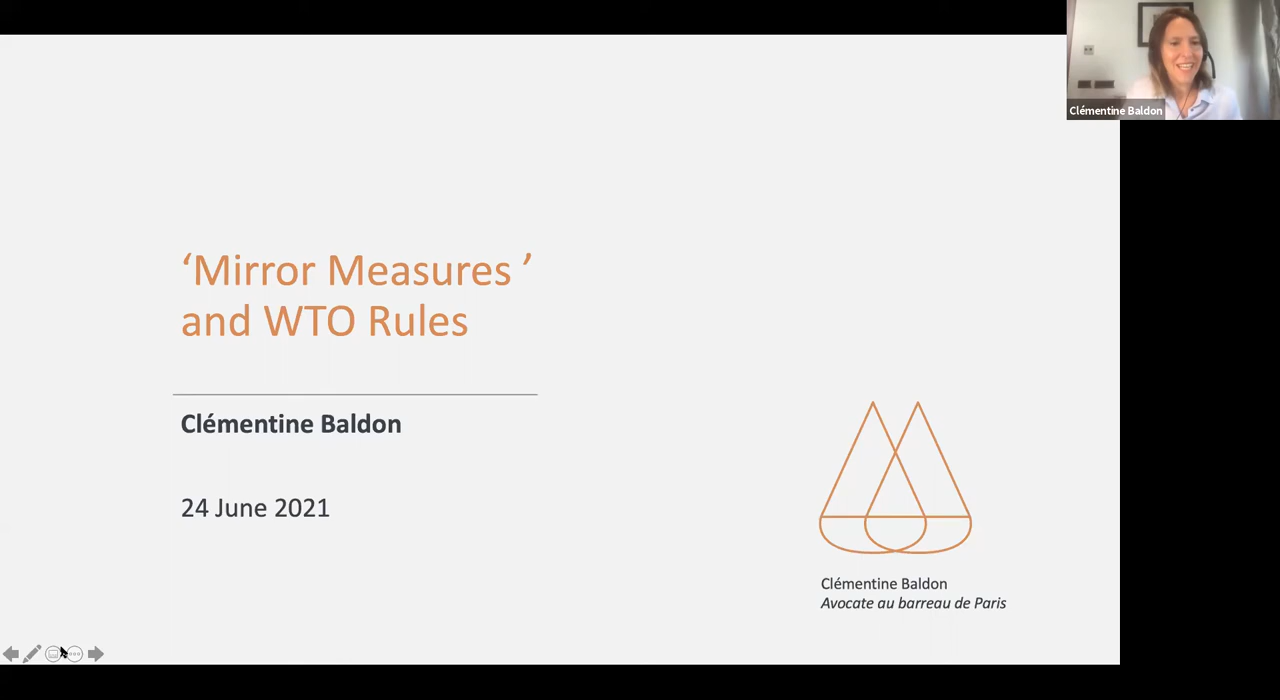 Clémentine Baldon
‘Mirror Measures ’
and WTO Rules
Clémentine Baldon
24 June 2021
Clémentine Baldon
Avocate au barreau de Paris